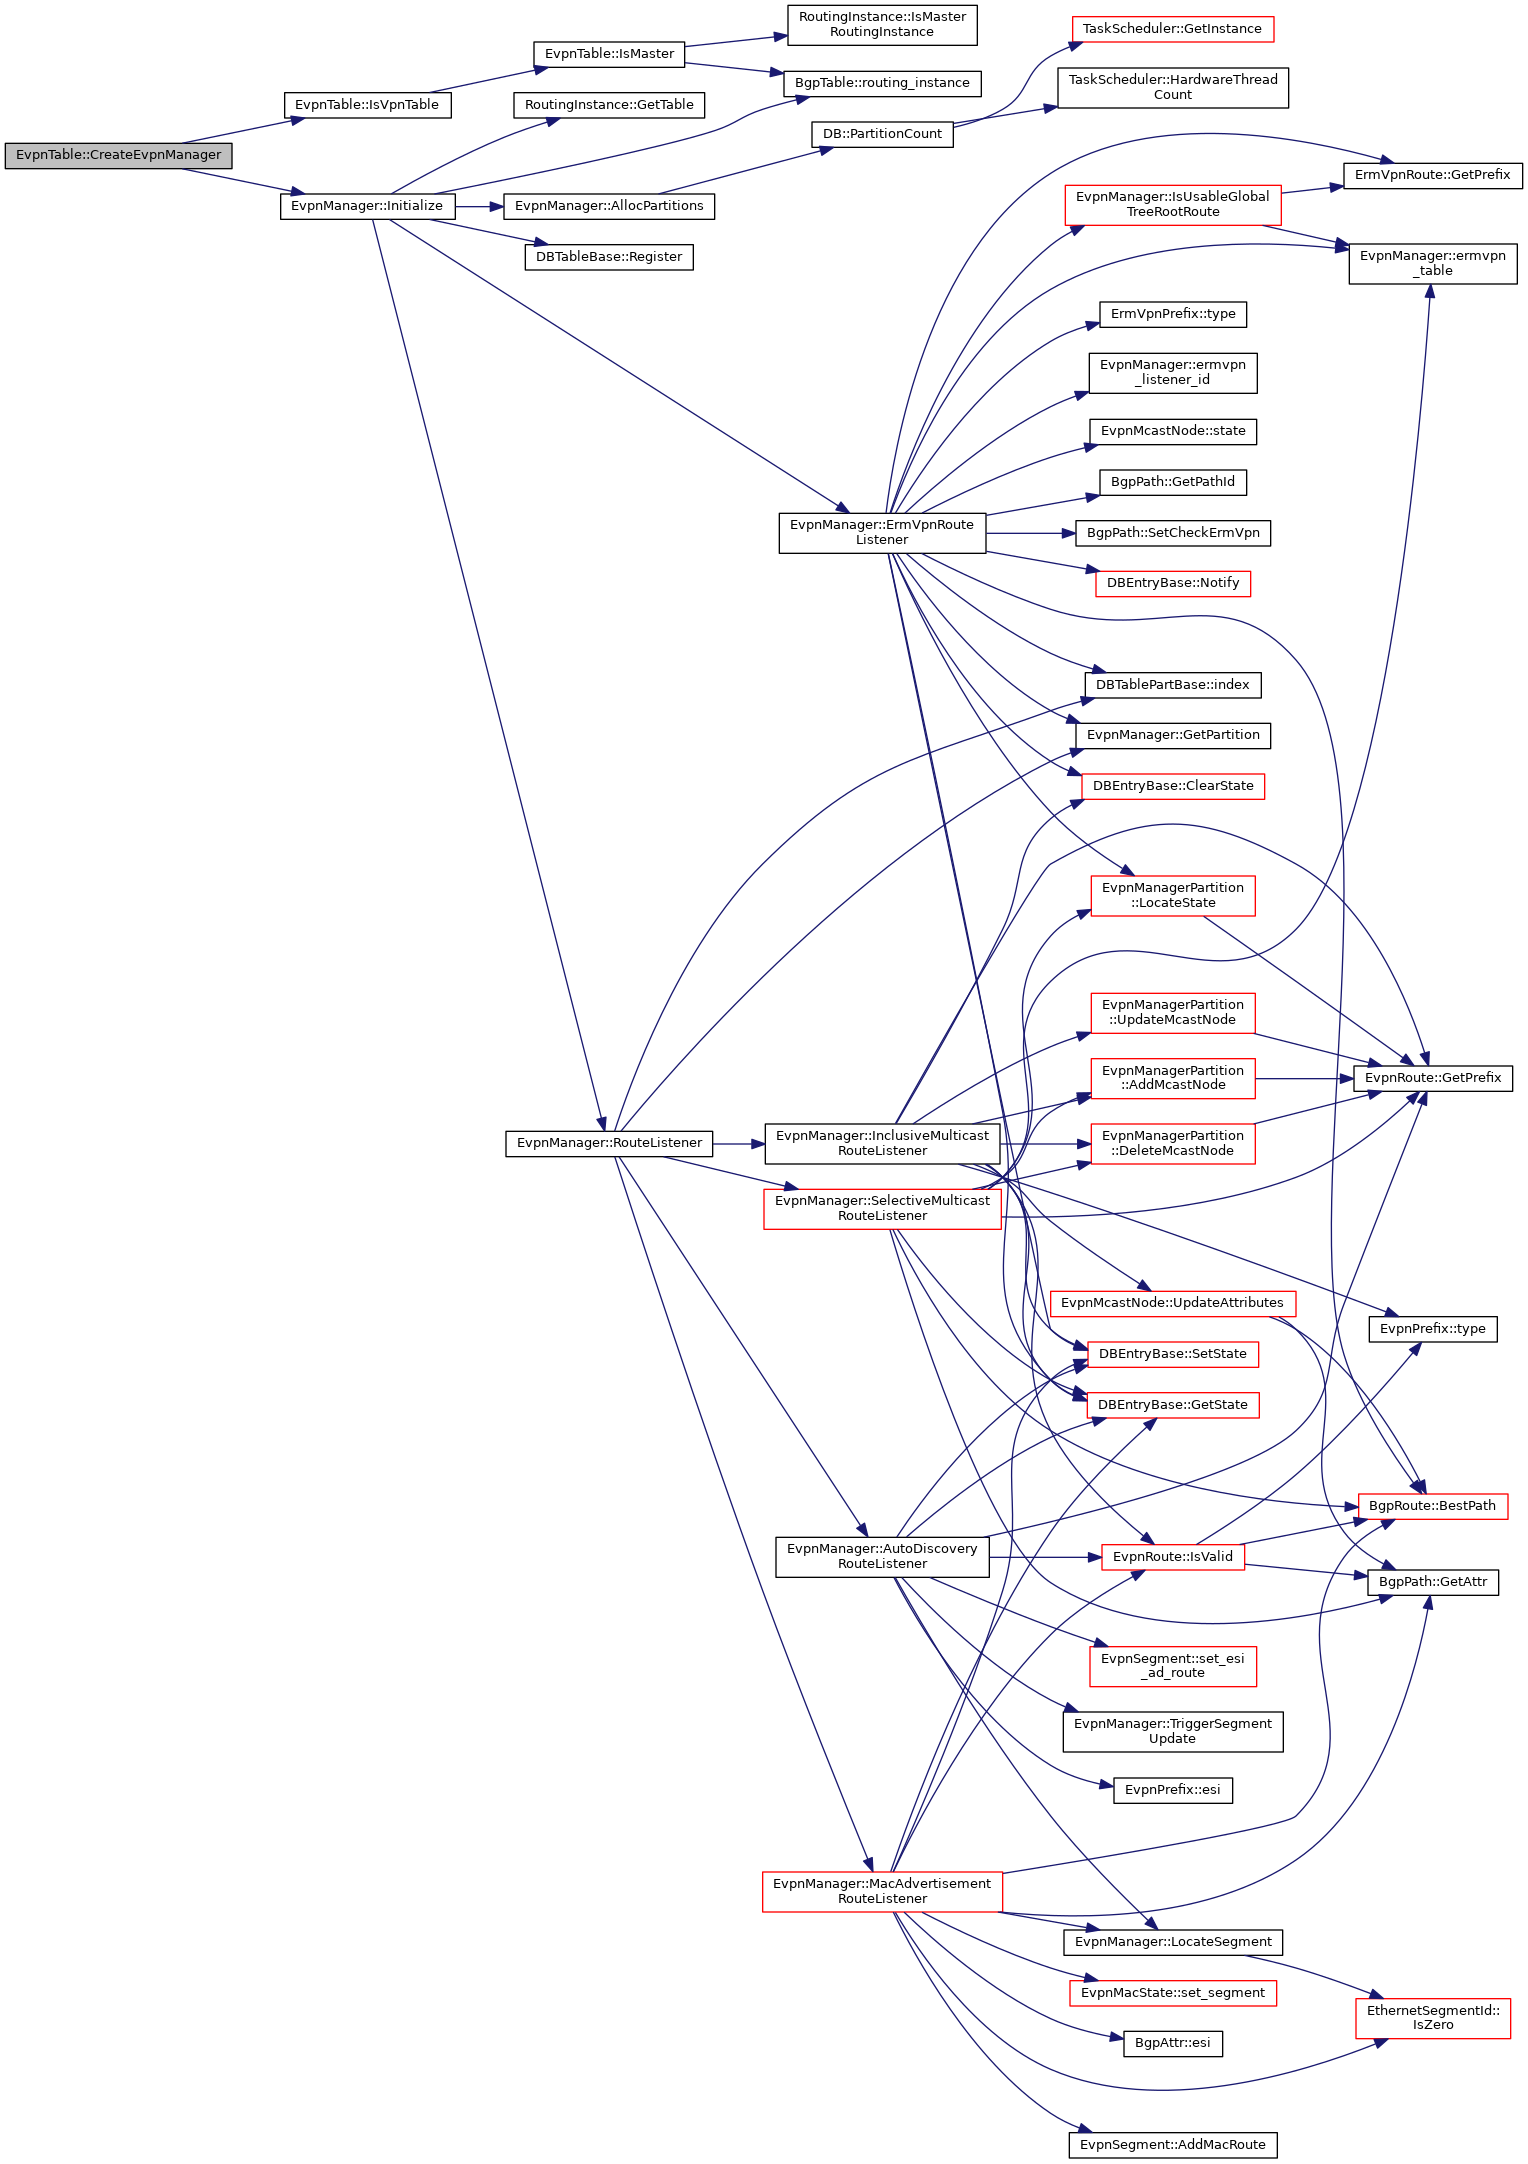 RoutingInstance::IsMaster
RoutingInstance
TaskScheduler::GetInstance
EvpnTable::IsMaster
BgpTable::routing_instance
TaskScheduler::HardwareThread
Count
EvpnTable::IsVpnTable
RoutingInstance::GetTable
DB::PartitionCount
EvpnTable::CreateEvpnManager
ErmVpnRoute::GetPrefix
EvpnManager::Initialize
EvpnManager::AllocPartitions
EvpnManager::IsUsableGlobal
TreeRootRoute
DBTableBase::Register
EvpnManager::ermvpn
_table
ErmVpnPrefix::type
EvpnManager::ermvpn
_listener_id
EvpnMcastNode::state
BgpPath::GetPathId
EvpnManager::ErmVpnRoute
Listener
BgpPath::SetCheckErmVpn
DBEntryBase::Notify
DBTablePartBase::index
EvpnManager::GetPartition
DBEntryBase::ClearState
EvpnManagerPartition
::LocateState
EvpnManagerPartition
::UpdateMcastNode
EvpnManagerPartition
::AddMcastNode
EvpnRoute::GetPrefix
EvpnManager::RouteListener
EvpnManager::InclusiveMulticast
RouteListener
EvpnManagerPartition
::DeleteMcastNode
EvpnManager::SelectiveMulticast
RouteListener
EvpnMcastNode::UpdateAttributes
EvpnPrefix::type
DBEntryBase::SetState
DBEntryBase::GetState
BgpRoute::BestPath
EvpnManager::AutoDiscovery
RouteListener
EvpnRoute::IsValid
BgpPath::GetAttr
EvpnSegment::set_esi
_ad_route
EvpnManager::TriggerSegment
Update
EvpnPrefix::esi
EvpnManager::MacAdvertisement
RouteListener
EvpnManager::LocateSegment
EvpnMacState::set_segment
EthernetSegmentId::
IsZero
BgpAttr::esi
EvpnSegment::AddMacRoute